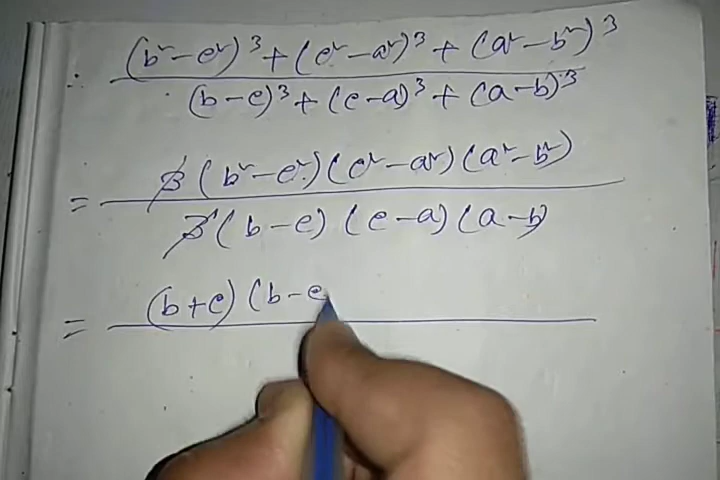 ∴ (b² - c²)³ + (c² - a²)³ + (a² - b²)³
(b - c)³ + (c - a)³ + (a - b)³
= 3 (b² - c²) (c² - a²) (a² - b²)
3 (b - c) (c - a) (a - b)
= (b + c) (b - c